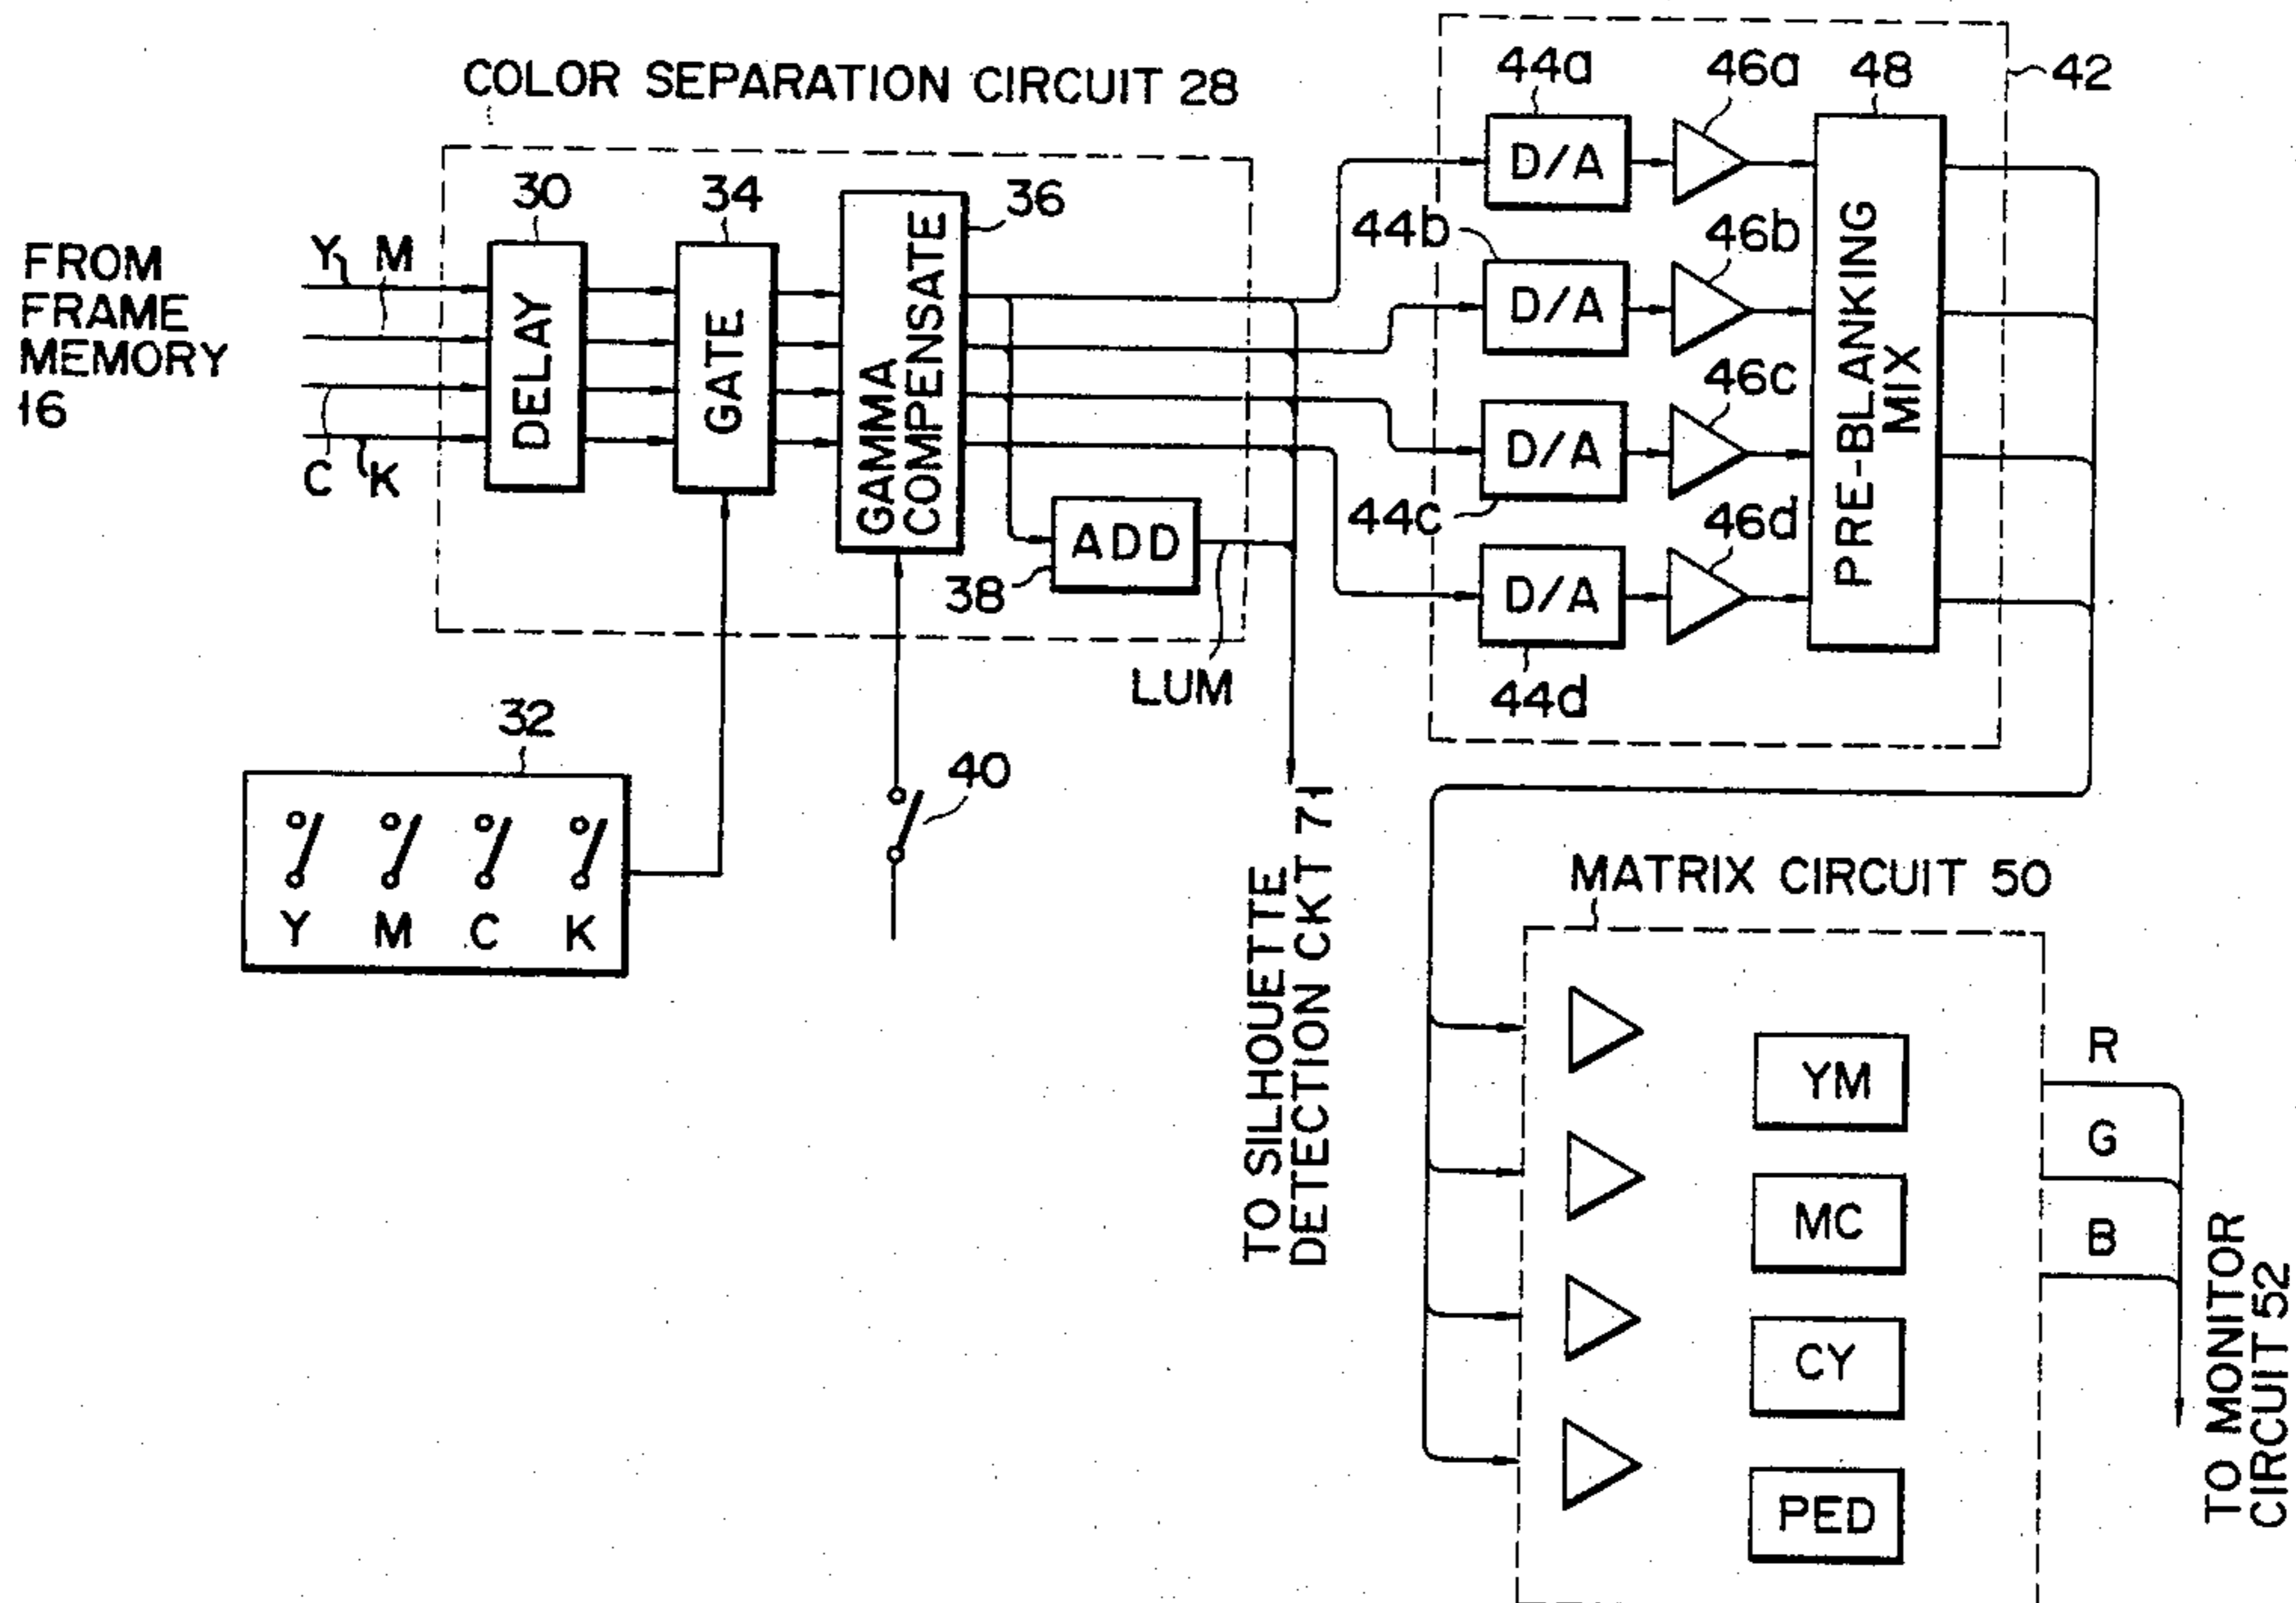 COLOR SEPARATION CIRCUIT 28
FROM
FRAME
MEMORY
16
Y
M
C
K
30
DELAY
34
GATE
36
GAMMA
COMPENSATE
38
ADD
LUM
32
Y M C K
40
TO SILHOUETTE
DETECTION CKT 71
42
44a
D/A
46a
44b
D/A
46b
44c
D/A
46c
44d
D/A
46d
48
PRE-BLANKING
MIX
MATRIX CIRCUIT 50
YM
MC
CY
PED
R
G
B
TO MONITOR
CIRCUIT 52